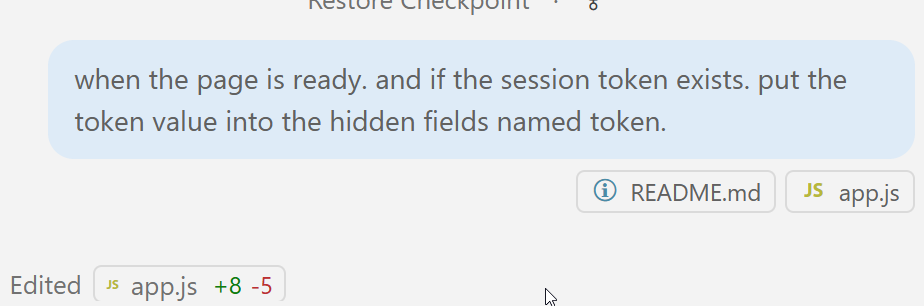 Restore Checkpoint ·
when the page is ready. and if the session token exists. put the
token value into the hidden fields named token.
README.md JS app.js
Edited JS app.js +8 -5